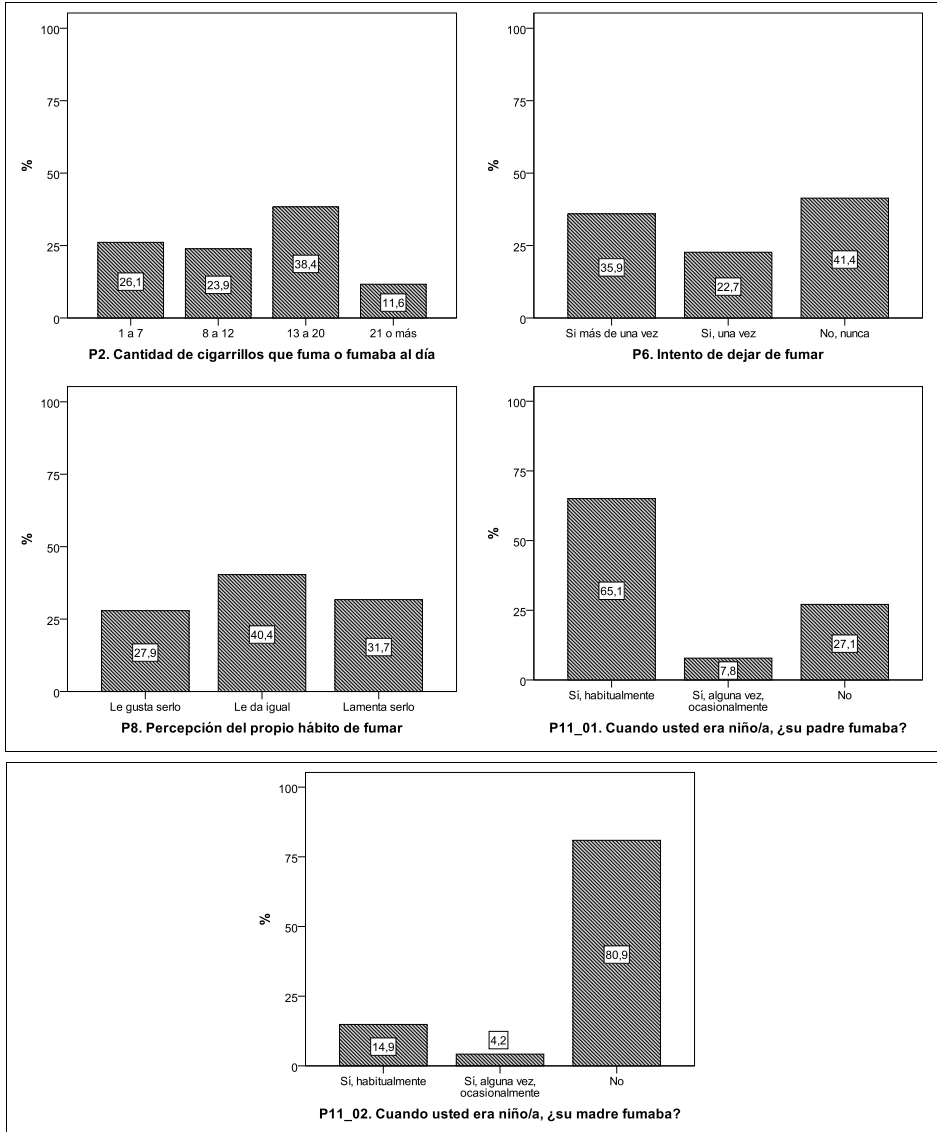 %
100
75
50
25
0
26,1
23,9
38,4
11,6
1 a 7
8 a 12
13 a 20
21 o más
P2. Cantidad de cigarrillos que fuma o fumaba al día
%
100
75
50
25
0
35,9
22,7
41,4
Si más de una vez
Si, una vez
No, nunca
P6. Intento de dejar de fumar
%
100
75
50
25
0
27,9
40,4
31,7
Le gusta serlo
Le da igual
Lamenta serlo
P8. Percepción del propio hábito de fumar
%
100
75
50
25
0
65,1
7,8
27,1
Sí, habitualmente
Sí, alguna vez,
ocasionalmente
No
P11_01. Cuando usted era niño/a, ¿su padre fumaba?
%
100
75
50
25
0
14,9
4,2
80,9
Sí, habitualmente
Sí, alguna vez,
ocasionalmente
No
P11_02. Cuando usted era niño/a, ¿su madre fumaba?